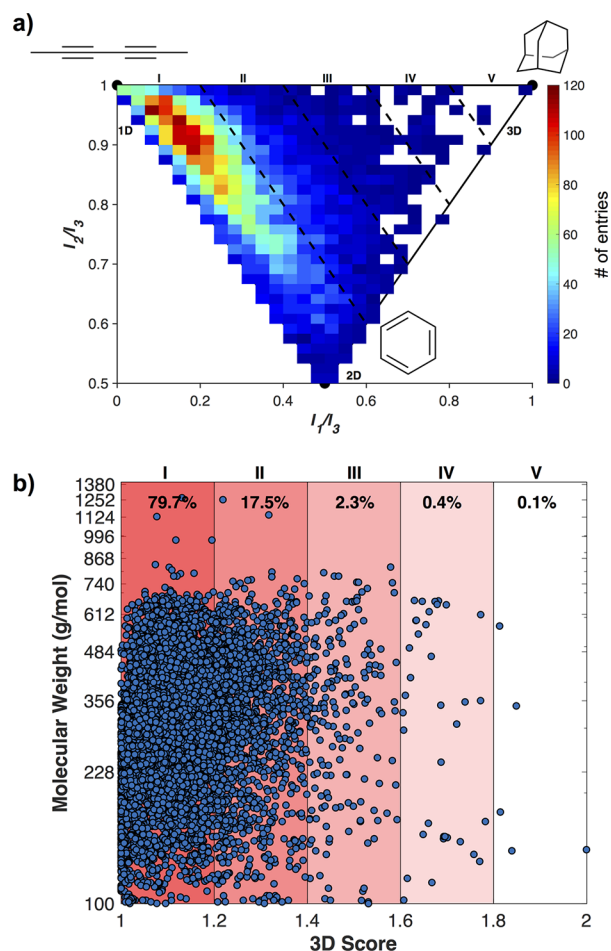 a)
I II III IV V
1
0.9
0.8
0.7
0.6
0.5
I₂/I₃
1D
2D
3D
0 0.2 0.4 0.6 0.8 1
I₁/I₃
120
100
80
60
40
20
0
# of entries
b)
I II III IV V
79.7% 17.5% 2.3% 0.4% 0.1%
1380
1252
1124
996
868
740
612
484
356
228
100
Molecular Weight (g/mol)
1 1.2 1.4 1.6 1.8 2
3D Score